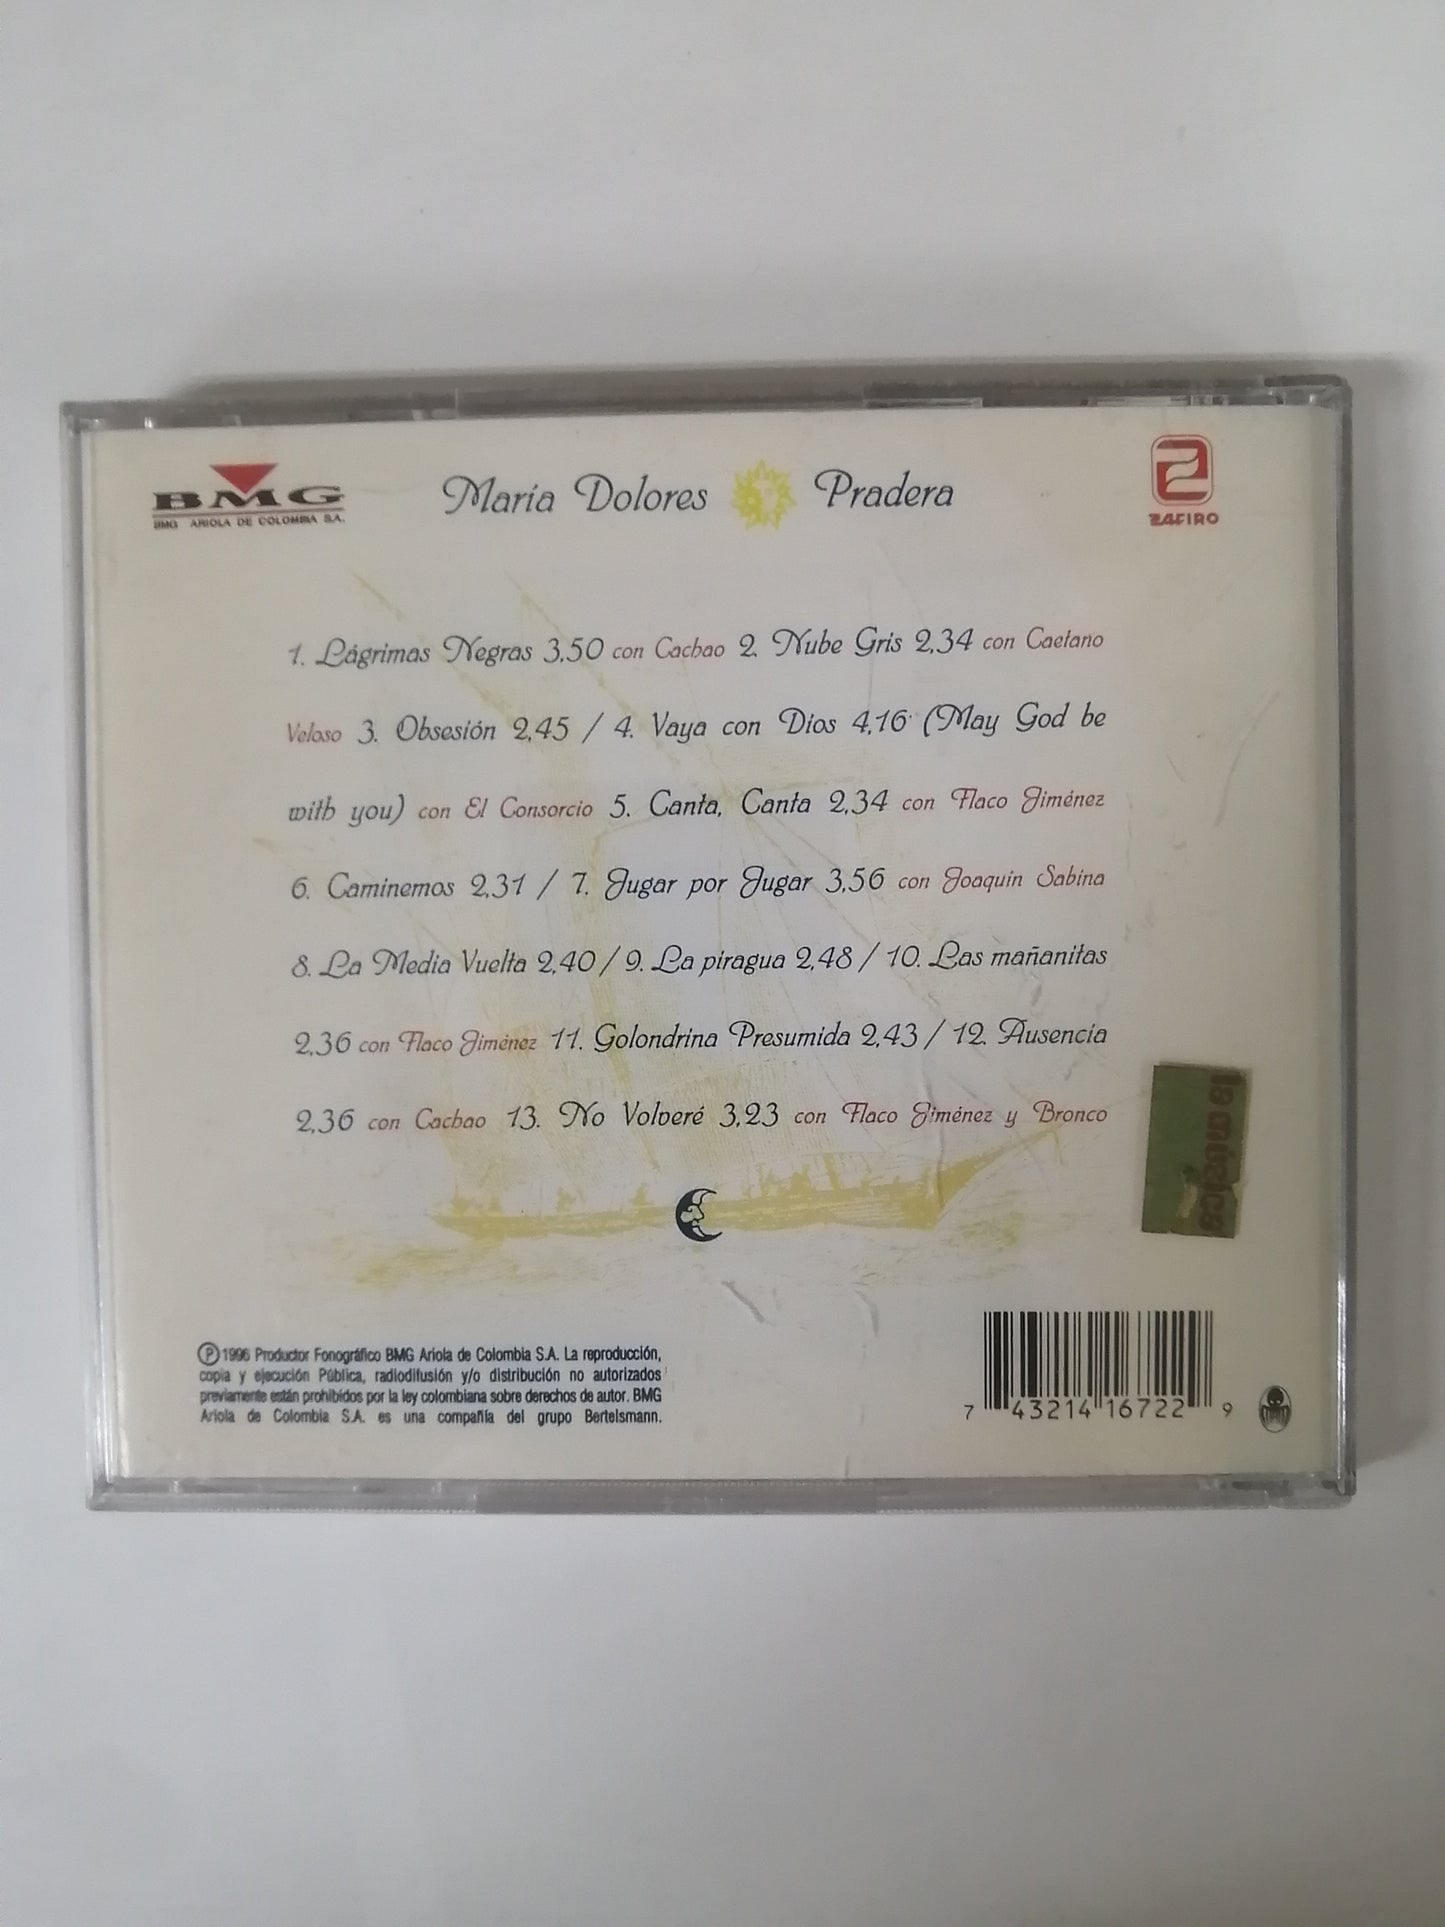 BMG
BMG ARIOLA DE COLOMBIA S.A.
María Dolores Pradera
ZAFIRO
1. Lágrimas Negras 3,50 con Cachao 2. Nube Gris 2,34 con Caetano
Veloso 3. Obsesión 2,45 / 4. Vaya con Dios 4,16 (May God be
with you) con El Consorcio 5. Canta, Canta 2,34 con Flaco Jiménez
6. Caminemos 2,31 / 7. Jugar por Jugar 3,56 con Joaquín Sabina
8. La Media Vuelta 2,40 / 9. La piragua 2,48 / 10. Las mañanitas
2,36 con Flaco Jiménez 11. Golondrina Presumida 2,43 / 12. Ausencia
2,36 con Cachao 13. No Volveré 3,23 con Flaco Jiménez y Bronco
la música
Ⓟ 1996 Productor Fonográfico BMG Ariola de Colombia S.A. La reproducción,
copia y ejecución Pública, radiodifusión y/o distribución no autorizados
previamente están prohibidos por la ley colombiana sobre derechos de autor. BMG
Ariola de Colombia S.A. es una compañía del grupo Bertelsmann.
7 43214 16722 9